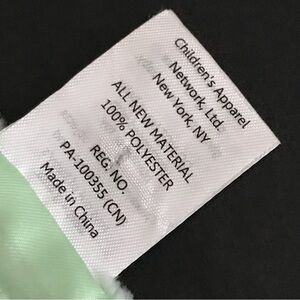 Children's Apparel
Network, Ltd.
New York, NY
ALL NEW MATERIAL
100% POLYESTER
REG. NO.
PA-100355 (CN)
Made in China